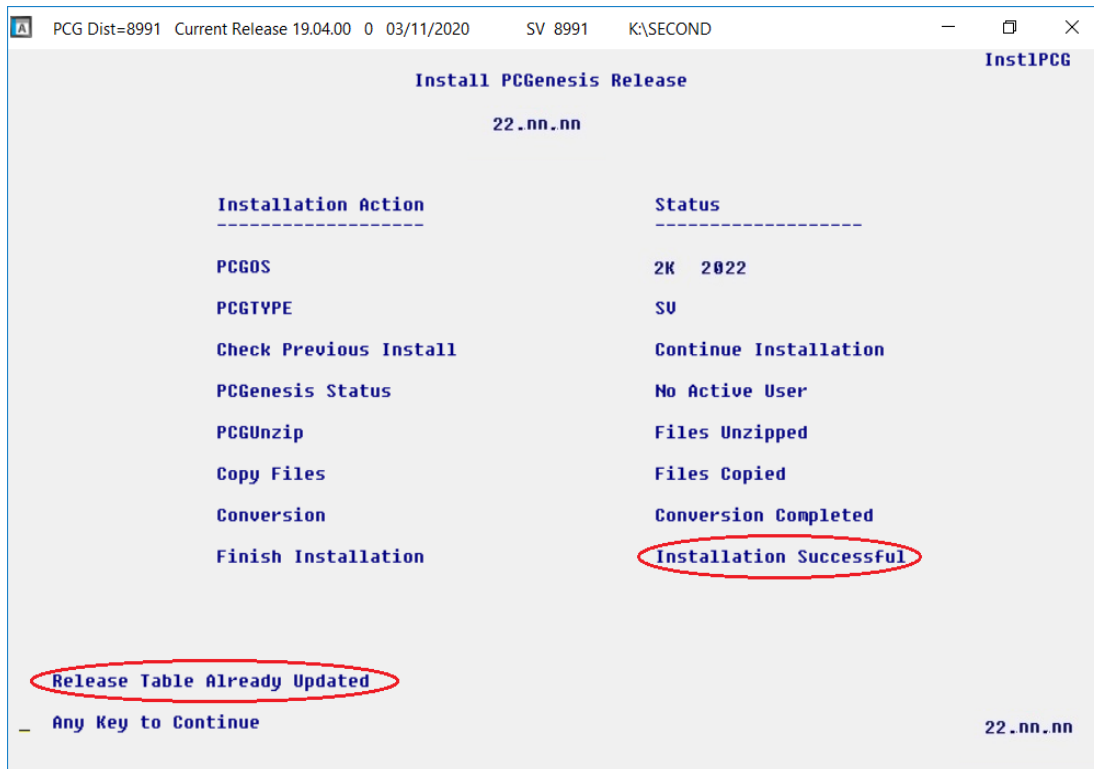 PCG Dist=8991 Current Release 19.04.00 0 03/11/2020 SV 8991 K:\SECOND
InstlPCG
Install PCGenesis Release
22.nn.nn
Installation Action Status
------------------- -------------------
PCGOS 2K 2022
PCGTYPE SV
Check Previous Install Continue Installation
PCGenesis Status No Active User
PCGUnzip Files Unzipped
Copy Files Files Copied
Conversion Conversion Completed
Finish Installation Installation Successful
Release Table Already Updated
_ Any Key to Continue 22.nn.nn